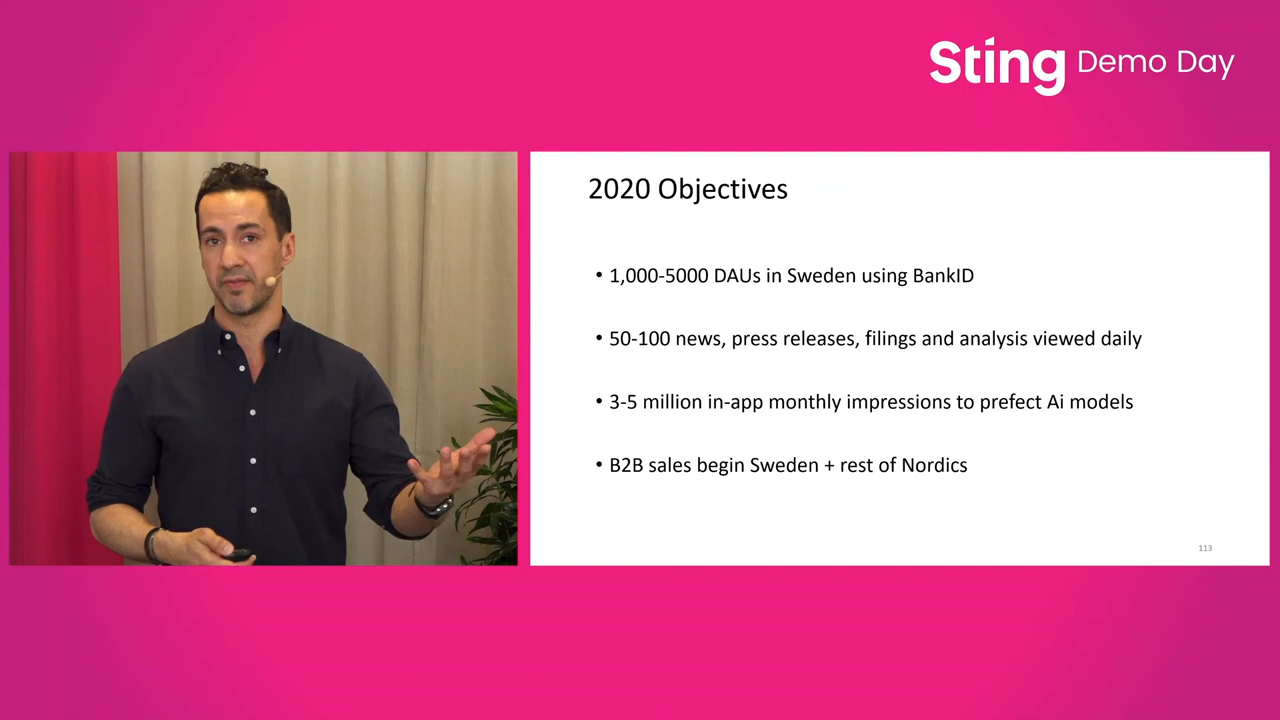 Sting Demo Day
2020 Objectives
• 1,000-5000 DAUs in Sweden using BankID
• 50-100 news, press releases, filings and analysis viewed daily
• 3-5 million in-app monthly impressions to prefect Ai models
• B2B sales begin Sweden + rest of Nordics
113